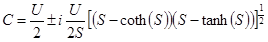 C = U/2 ± i U/2S [(S − coth(S))(S − tanh(S))]^1/2